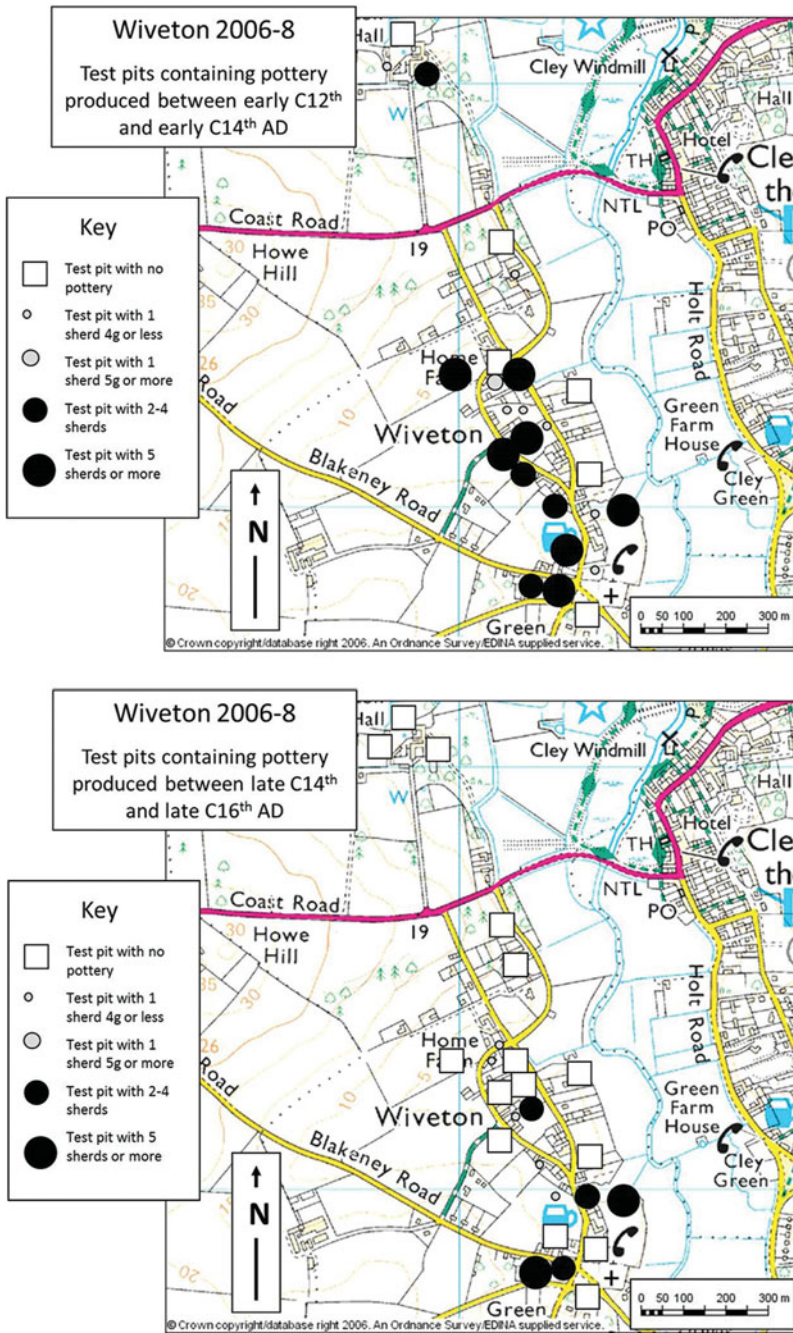 Wiveton 2006-8
Test pits containing pottery
produced between early C12th
and early C14th AD
Hall
W
Cley Windmill
P
Hall
Hotel
TH
Cle
the
NTL
PO
Key
Test pit with no
pottery
Test pit with 1
sherd 4g or less
Test pit with 1
sherd 5g or more
Test pit with 2-4
sherds
Test pit with 5
sherds or more
Coast Road
Howe
Hill
19
30
35
30
26
Road
10
5
Home
Farm
Wiveton
Blakeney Road
Holt Road
Green
Farm
House
Cley
Green
N
20
Green
0 50 100 200 300 m
© Crown copyright/database right 2006. An Ordnance Survey/EDINA supplied service.
Wiveton 2006-8
Test pits containing pottery
produced between late C14th
and late C16th AD
Hall
W
Cley Windmill
P
Hall
Hotel
TH
Cle
the
NTL
PO
Key
Test pit with no
pottery
Test pit with 1
sherd 4g or less
Test pit with 1
sherd 5g or more
Test pit with 2-4
sherds
Test pit with 5
sherds or more
Coast Road
Howe
Hill
19
30
35
30
26
Road
10
5
Home
Farm
Wiveton
Blakeney Road
Holt Road
Green
Farm
House
Cley
Green
N
20
Green
0 50 100 200 300 m
© Crown copyright/database right 2006. An Ordnance Survey/EDINA supplied service.